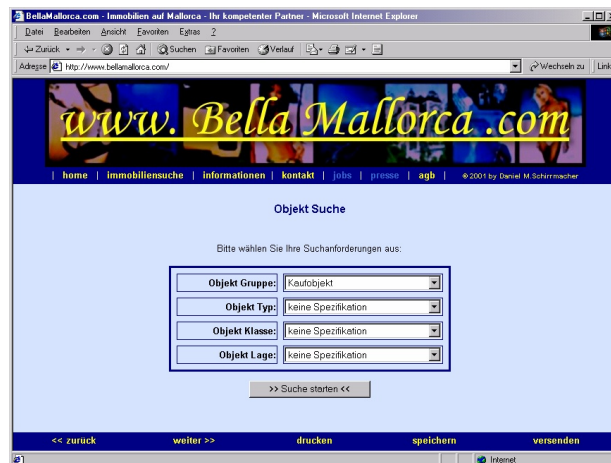 BellaMallorca.com - Immobilien auf Mallorca - Ihr kompetenter Partner - Microsoft Internet Explorer
Datei Bearbeiten Ansicht Favoriten Extras ?
Zurück Suchen Favoriten Verlauf
Adresse http://www.bellamallorca.com/ Wechseln zu Link
www. Bella Mallorca .com
| home | immobiliensuche | informationen | kontakt | jobs | presse | agb | © 2001 by Daniel M.Schirrmacher
Objekt Suche
Bitte wählen Sie Ihre Suchanforderungen aus:
Objekt Gruppe: Kaufobjekt
Objekt Typ: keine Spezifikation
Objekt Klasse: keine Spezifikation
Objekt Lage: keine Spezifikation
>> Suche starten <<
<< zurück weiter >> drucken speichern versenden
Internet